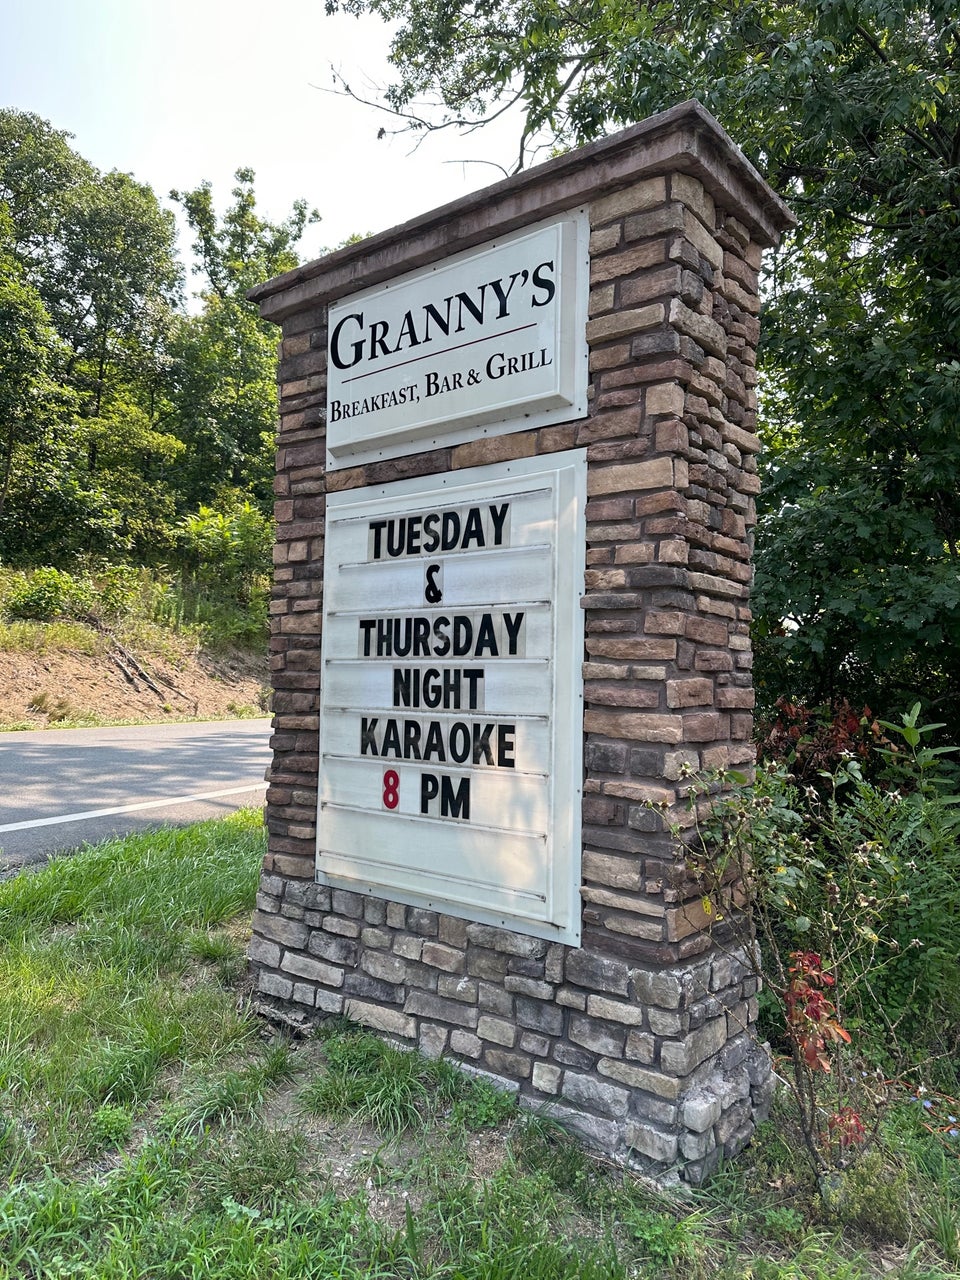 GRANNY'S
BREAKFAST, BAR & GRILL
TUESDAY
&
THURSDAY
NIGHT
KARAOKE
8 PM